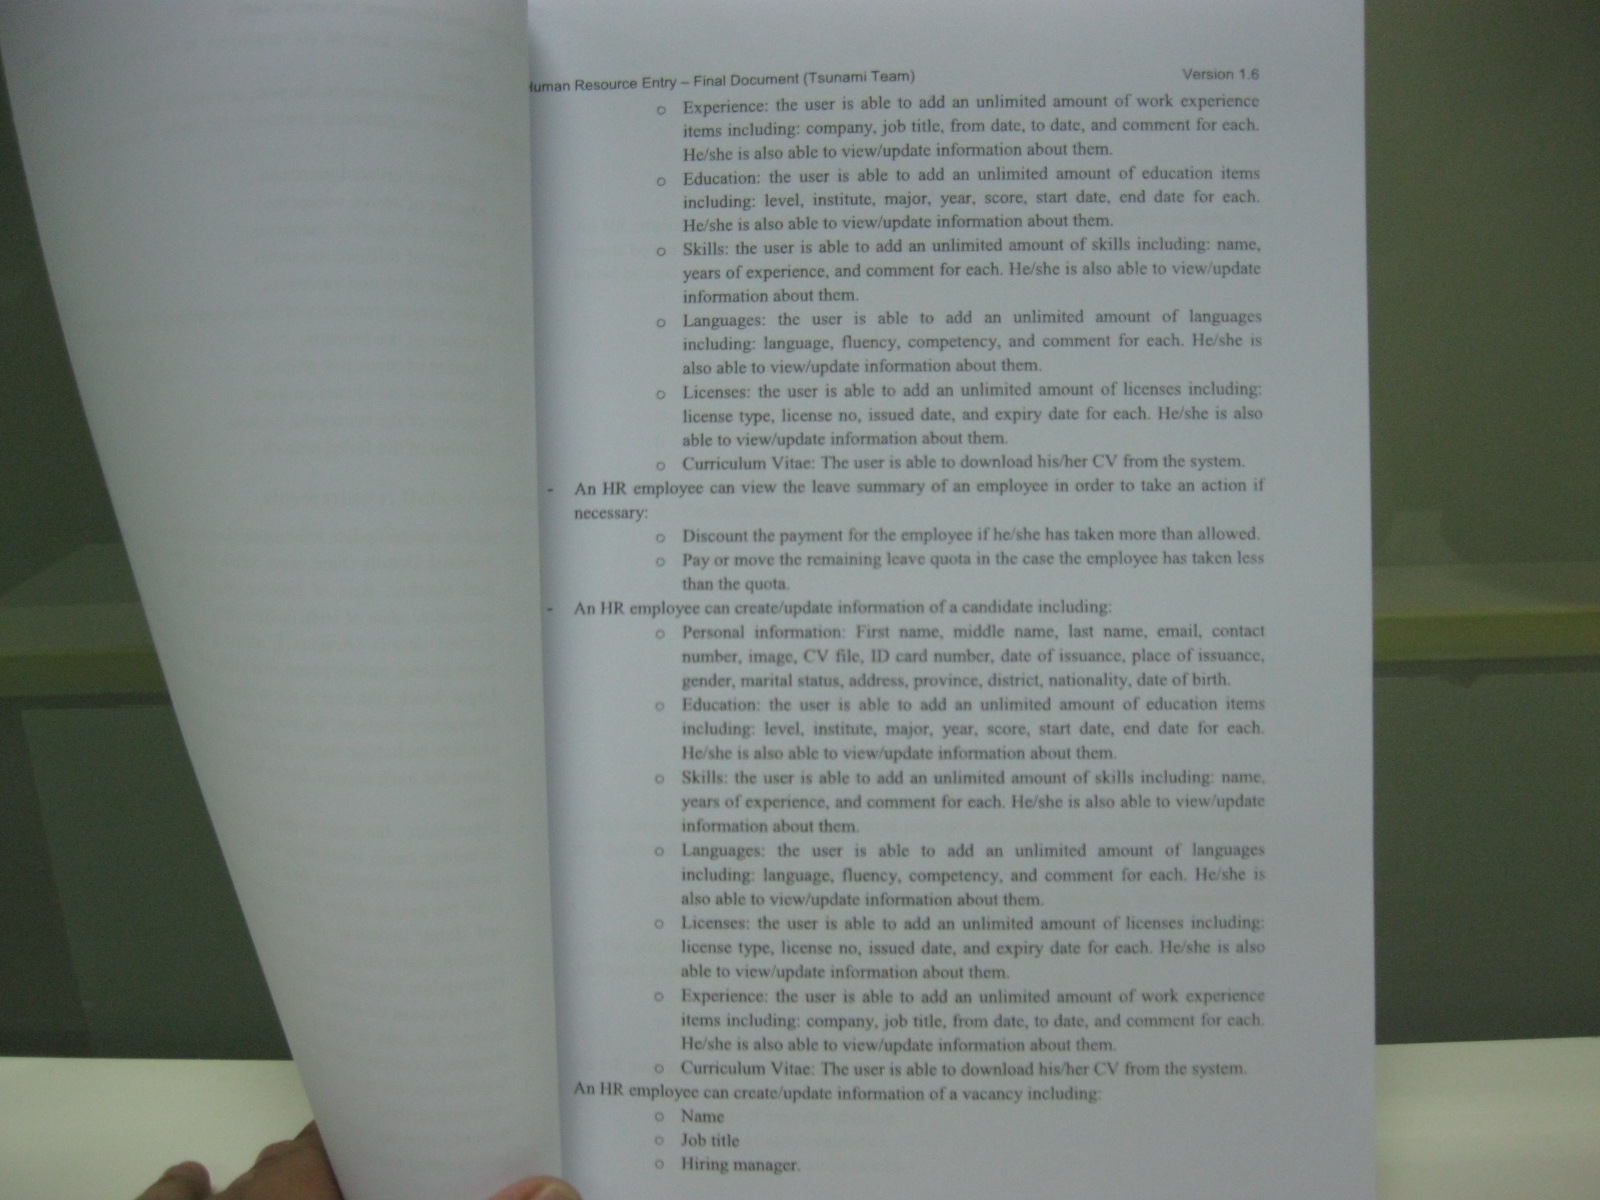 Human Resource Entry – Final Document (Tsunami Team) Version 1.6
o Experience: the user is able to add an unlimited amount of work experience
items including: company, job title, from date, to date, and comment for each.
He/she is also able to view/update information about them.
o Education: the user is able to add an unlimited amount of education items
including: level, institute, major, year, score, start date, end date for each.
He/she is also able to view/update information about them.
o Skills: the user is able to add an unlimited amount of skills including: name,
years of experience, and comment for each. He/she is also able to view/update
information about them.
o Languages: the user is able to add an unlimited amount of languages
including: language, fluency, competency, and comment for each. He/she is
also able to view/update information about them.
o Licenses: the user is able to add an unlimited amount of licenses including:
license type, license no, issued date, and expiry date for each. He/she is also
able to view/update information about them.
o Curriculum Vitae: The user is able to download his/her CV from the system.
- An HR employee can view the leave summary of an employee in order to take an action if
necessary:
o Discount the payment for the employee if he/she has taken more than allowed.
o Pay or move the remaining leave quota in the case the employee has taken less
than the quota.
- An HR employee can create/update information of a candidate including:
o Personal information: First name, middle name, last name, email, contact
number, image, CV file, ID card number, date of issuance, place of issuance,
gender, marital status, address, province, district, nationality, date of birth.
o Education: the user is able to add an unlimited amount of education items
including: level, institute, major, year, score, start date, end date for each.
He/she is also able to view/update information about them.
o Skills: the user is able to add an unlimited amount of skills including: name,
years of experience, and comment for each. He/she is also able to view/update
information about them.
o Languages: the user is able to add an unlimited amount of languages
including: language, fluency, competency, and comment for each. He/she is
also able to view/update information about them.
o Licenses: the user is able to add an unlimited amount of licenses including:
license type, license no, issued date, and expiry date for each. He/she is also
able to view/update information about them.
o Experience: the user is able to add an unlimited amount of work experience
items including: company, job title, from date, to date, and comment for each.
He/she is also able to view/update information about them.
o Curriculum Vitae: The user is able to download his/her CV from the system.
An HR employee can create/update information of a vacancy including:
o Name
o Job title
o Hiring manager.